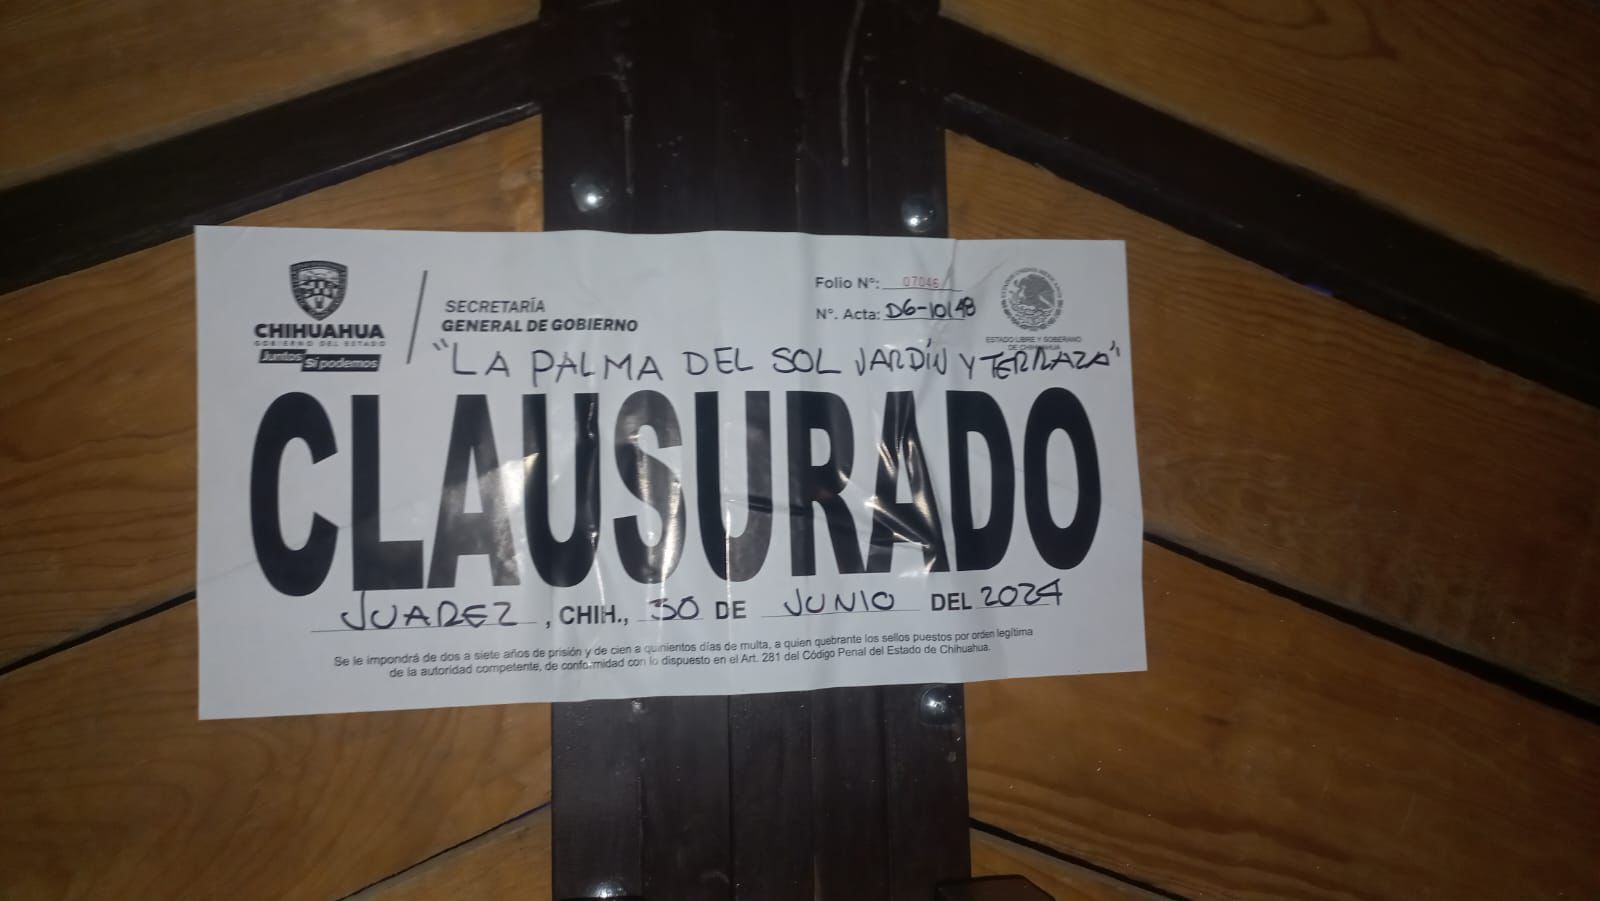 CHIHUAHUA
GOBIERNO DEL ESTADO
Juntos Sí podemos
SECRETARÍA
GENERAL DE GOBIERNO
Folio N°: 07046
N°. Acta: DG-10148
ESTADOS UNIDOS MEXICANOS
ESTADO LIBRE Y SOBERANO
DE CHIHUAHUA
"LA PALMA DEL SOL JARDÍN Y TERRAZA"
CLAUSURADO
JUAREZ, CHIH., 30 DE JUNIO DEL 2024
Se le impondrá de dos a siete años de prisión y de cien a quinientos días de multa, a quien quebrante los sellos puestos por orden legítima
de la autoridad competente, de conformidad con lo dispuesto en el Art. 281 del Código Penal del Estado de Chihuahua.